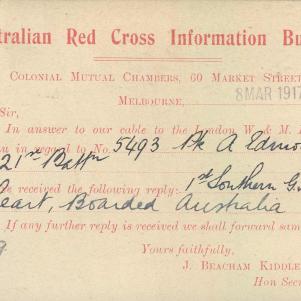 tralian Red Cross Information Bu
COLONIAL MUTUAL CHAMBERS, 60 MARKET STREET
MELBOURNE,
8 MAR 1917
Sir,
In answer to our cable to the London W. & M.
u in regard to No. 5493 Pte A Edmo
21st Battn
e received the following reply: 1st Southern G
eart, Boarded Australia
If any further reply is received we shall forward sam
Yours faithfully,
J. BEACHAM KIDDLE
Hon Sec